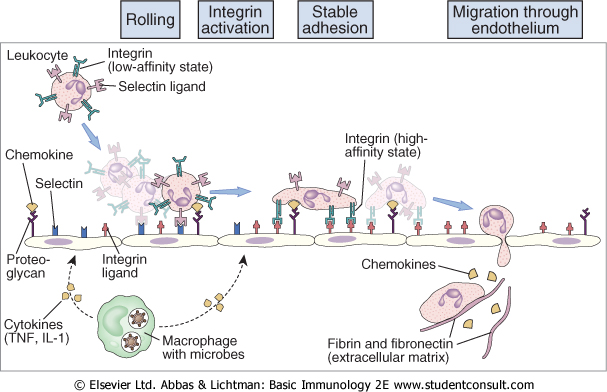 Rolling
Integrin
activation
Stable
adhesion
Migration through
endothelium
Leukocyte
Integrin
(low-affinity state)
Selectin ligand
Chemokine
Selectin
Integrin (high-
affinity state)
Proteo-
glycan
Integrin
ligand
Chemokines
Cytokines
(TNF, IL-1)
Macrophage
with microbes
Fibrin and fibronectin
(extracellular matrix)
© Elsevier Ltd. Abbas & Lichtman: Basic Immunology 2E www.studentconsult.com